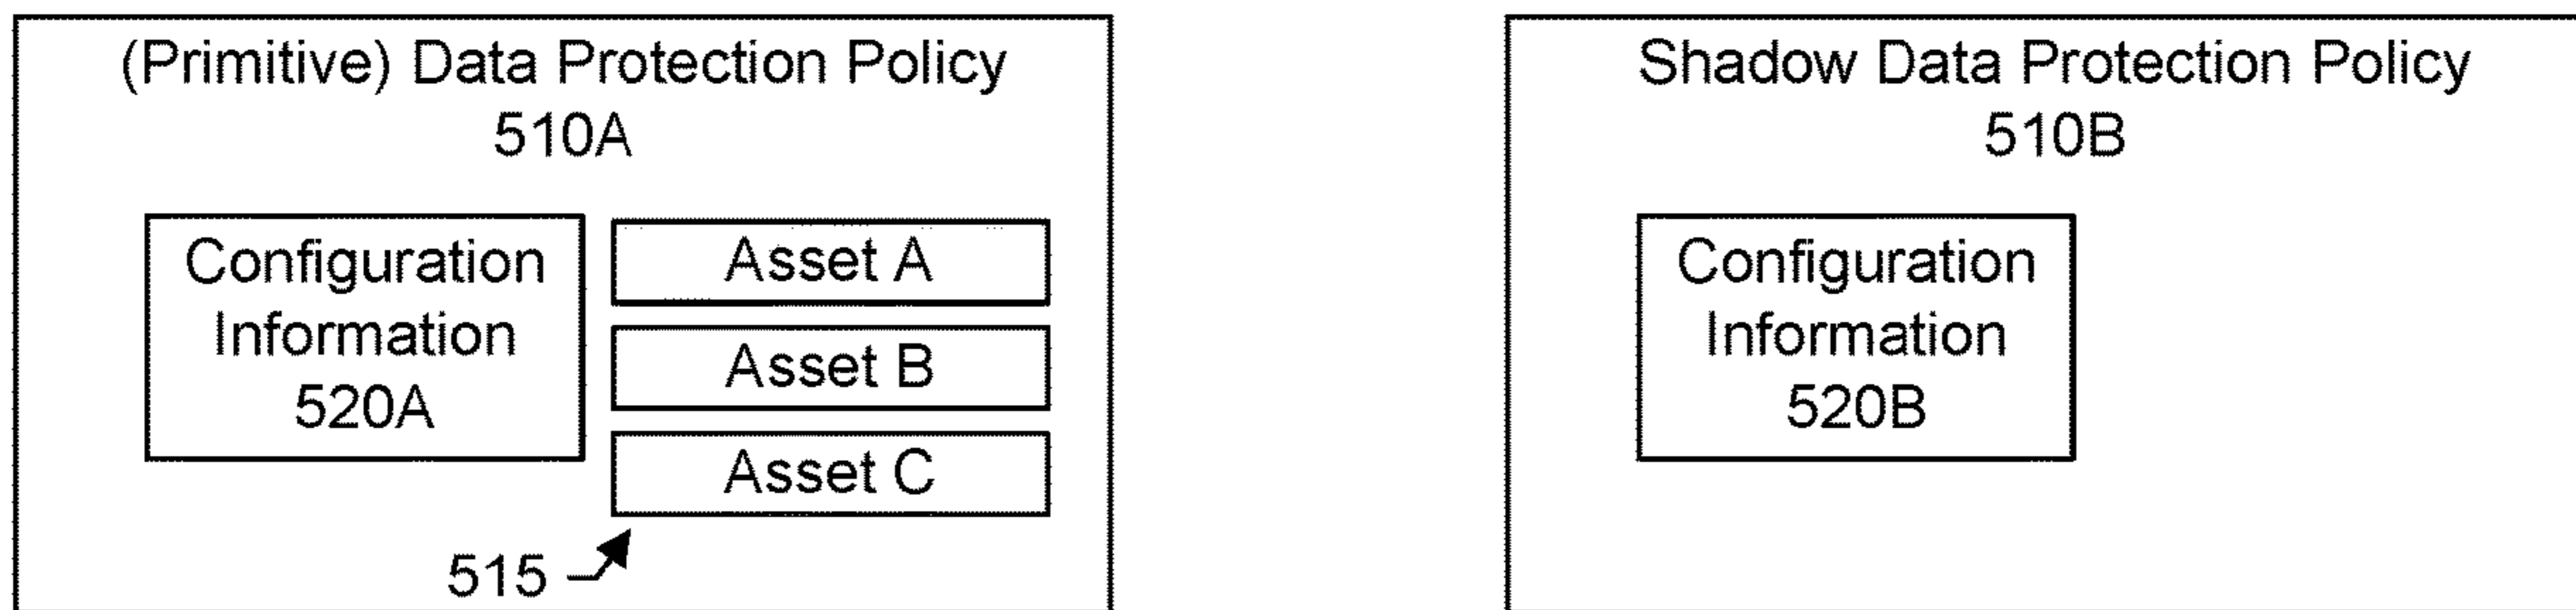 (Primitive) Data Protection Policy
510A
Configuration
Information
520A
Asset A
Asset B
Asset C
515
Shadow Data Protection Policy
510B
Configuration
Information
520B